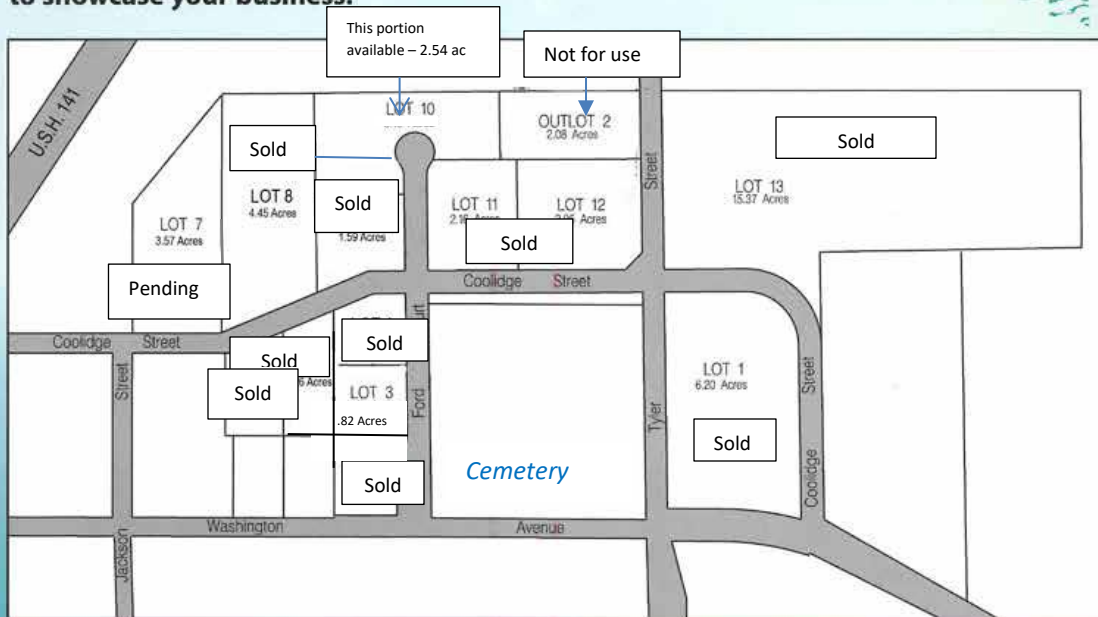 to showcase your business.
This portion
available – 2.54 ac
Not for use
U.S.H. 141
LOT 10
OUTLOT 2
2.08 Acres
Sold
Sold
LOT 8
4.45 Acres
Sold
1.59 Acres
LOT 7
3.57 Acres
LOT 11
LOT 12
Sold
Street
LOT 13
15.37 Acres
Pending
Coolidge Street
Coolidge Street
Sold
Sold
6 Acres
Sold
LOT 3
.82 Acres
Sold
Ford
Cemetery
LOT 1
6.20 Acres
Sold
Tyler
Street
Coolidge
Street
Jackson
Washington Avenue